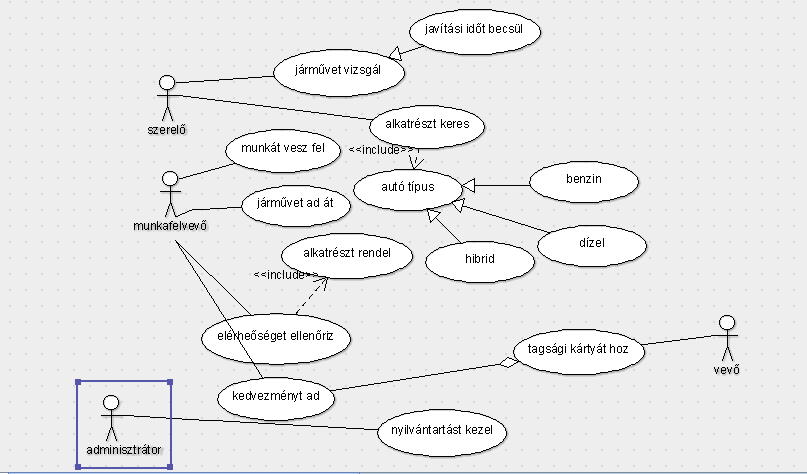 javítási időt becsül
járművet vizsgál
szerelő
alkatrészt keres
munkát vesz fel
<<include>>
autó típus
benzin
járművet ad át
munkafelvevő
dízel
alkatrészt rendel
hibrid
<<include>>
elérheőséget ellenőriz
tagsági kártyát hoz
vevő
kedvezményt ad
nyilvántartást kezel
adminisztrátor